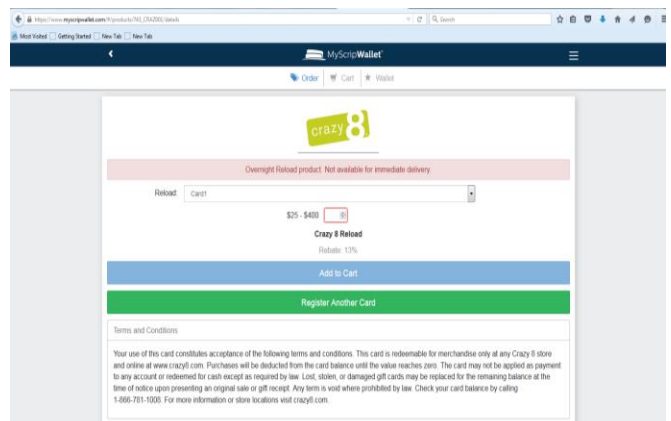 https://www.myscripwallet.com/#/products/743_CRAZ000/details
Search
Most Visited Getting Started New Tab New Tab
MyScripWallet
Order Cart Wallet
crazy 8
Overnight Reload product. Not available for immediate delivery.
Reload: Card1
$25 - $400
Crazy 8 Reload
Rebate: 13%
Add to Cart
Register Another Card
Terms and Conditions
Your use of this card constitutes acceptance of the following terms and conditions. This card is redeemable for merchandise only at any Crazy 8 store
and online at www.crazy8.com. Purchases will be deducted from the card balance until the value reaches zero. The card may not be applied as payment
to any account or redeemed for cash except as required by law. Lost, stolen, or damaged gift cards may be replaced for the remaining balance at the
time of notice upon presenting an original sale or gift receipt. Any term is void where prohibited by law. Check your card balance by calling
1-866-781-1008. For more information or store locations visit crazy8.com.